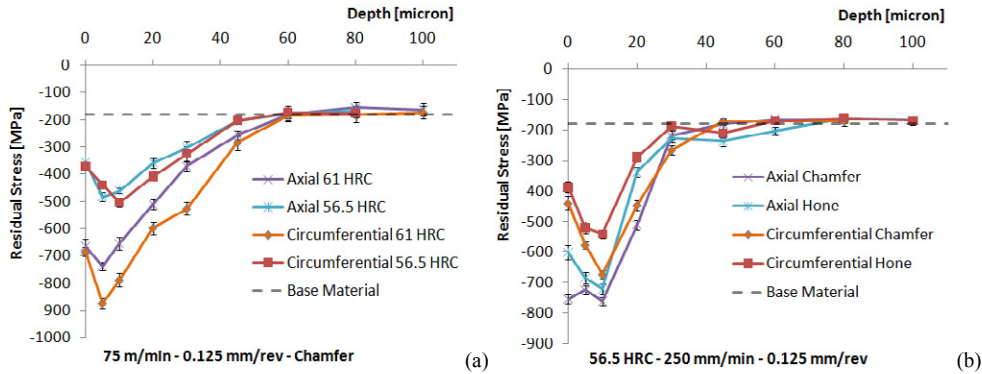 Depth [micron]
0 20 40 60 80 100
0
-100
-200
-300
-400
-500
-600
-700
-800
-900
-1000
Residual Stress [MPa]
Axial 61 HRC
Axial 56.5 HRC
Circumferential 61 HRC
Circumferential 56.5 HRC
Base Material
75 m/min - 0.125 mm/rev - Chamfer
(a)
Depth [micron]
0 20 40 60 80 100
0
-100
-200
-300
-400
-500
-600
-700
-800
-900
Residual Stress [MPa]
Axial Chamfer
Axial Hone
Circumferential Chamfer
Circumferential Hone
Base Material
56.5 HRC - 250 mm/min - 0.125 mm/rev
(b)